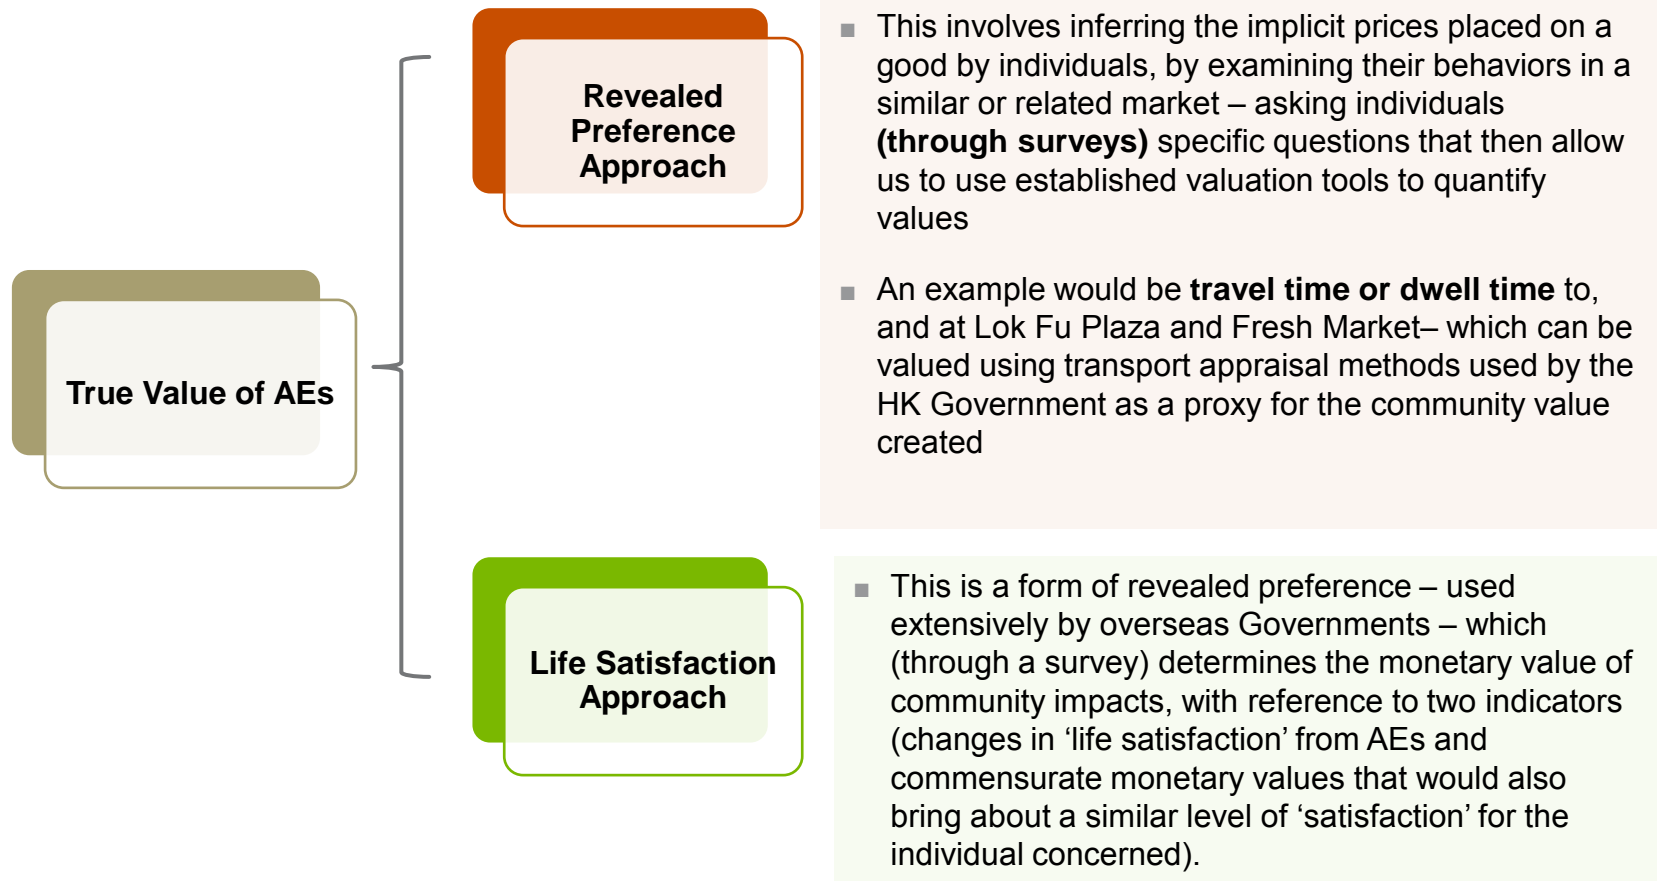 True Value of AEs
Revealed
Preference
Approach
■ This involves inferring the implicit prices placed on a
good by individuals, by examining their behaviors in a
similar or related market – asking individuals
(through surveys) specific questions that then allow
us to use established valuation tools to quantify
values
■ An example would be travel time or dwell time to,
and at Lok Fu Plaza and Fresh Market– which can be
valued using transport appraisal methods used by the
HK Government as a proxy for the community value
created
Life Satisfaction
Approach
■ This is a form of revealed preference – used
extensively by overseas Governments – which
(through a survey) determines the monetary value of
community impacts, with reference to two indicators
(changes in ‘life satisfaction’ from AEs and
commensurate monetary values that would also
bring about a similar level of ‘satisfaction’ for the
individual concerned).